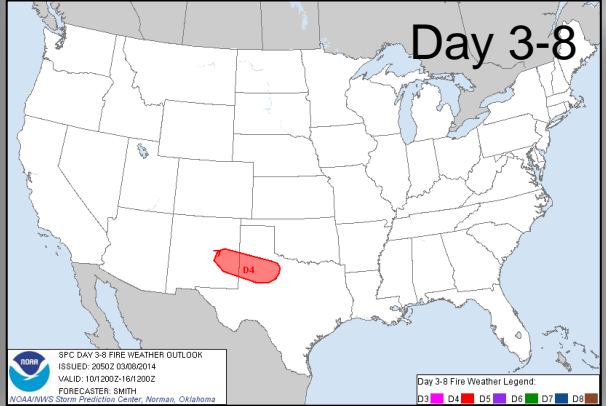 Day 3-8
D4
SPC DAY 3-8 FIRE WEATHER OUTLOOK
ISSUED: 2050Z 03/08/2014
VALID: 10/1200Z-16/1200Z
FORECASTER: SMITH
NOAA/NWS Storm Prediction Center, Norman, Oklahoma
NOAA
Day 3-8 Fire Weather Legend:
D3 D4 D5 D6 D7 D8